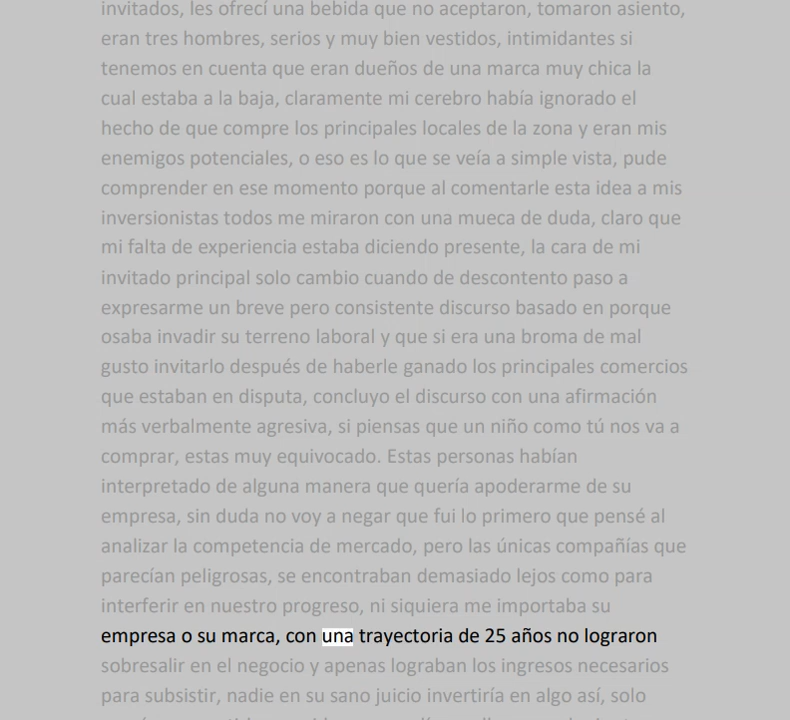 invitados, les ofrecí una bebida que no aceptaron, tomaron asiento,
eran tres hombres, serios y muy bien vestidos, intimidantes si
tenemos en cuenta que eran dueños de una marca muy chica la
cual estaba a la baja, claramente mi cerebro había ignorado el
hecho de que compre los principales locales de la zona y eran mis
enemigos potenciales, o eso es lo que se veía a simple vista, pude
comprender en ese momento porque al comentarle esta idea a mis
inversionistas todos me miraron con una mueca de duda, claro que
mi falta de experiencia estaba diciendo presente, la cara de mi
invitado principal solo cambio cuando de descontento paso a
expresarme un breve pero consistente discurso basado en porque
osaba invadir su terreno laboral y que si era una broma de mal
gusto invitarlo después de haberle ganado los principales comercios
que estaban en disputa, concluyo el discurso con una afirmación
más verbalmente agresiva, si piensas que un niño como tú nos va a
comprar, estas muy equivocado. Estas personas habían
interpretado de alguna manera que quería apoderarme de su
empresa, sin duda no voy a negar que fui lo primero que pensé al
analizar la competencia de mercado, pero las únicas compañías que
parecían peligrosas, se encontraban demasiado lejos como para
interferir en nuestro progreso, ni siquiera me importaba su
empresa o su marca, con una trayectoria de 25 años no lograron
sobresalir en el negocio y apenas lograban los ingresos necesarios
para subsistir, nadie en su sano juicio invertiría en algo así, solo